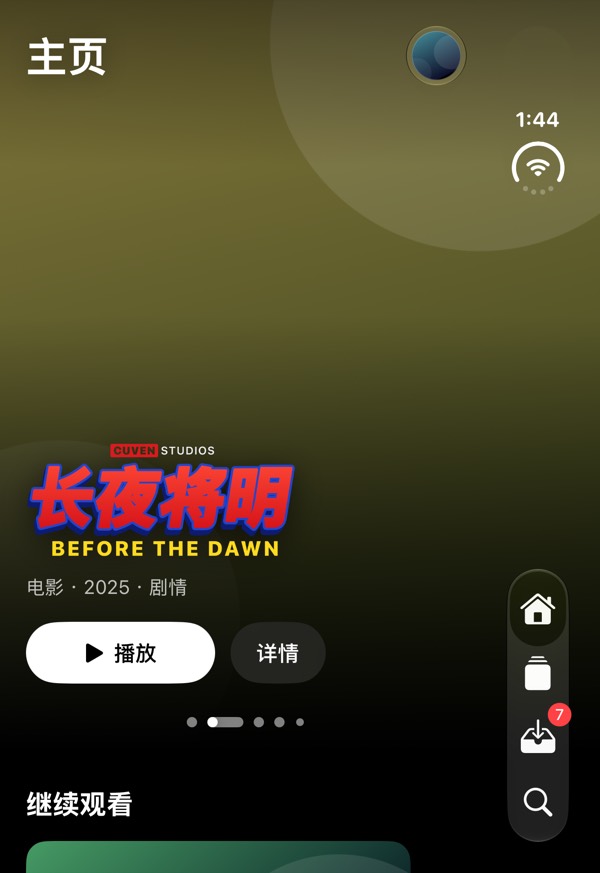 主页
1:44
CUVEN STUDIOS
长夜将明
BEFORE THE DAWN
电影 · 2025 · 剧情
播放
详情
7
继续观看